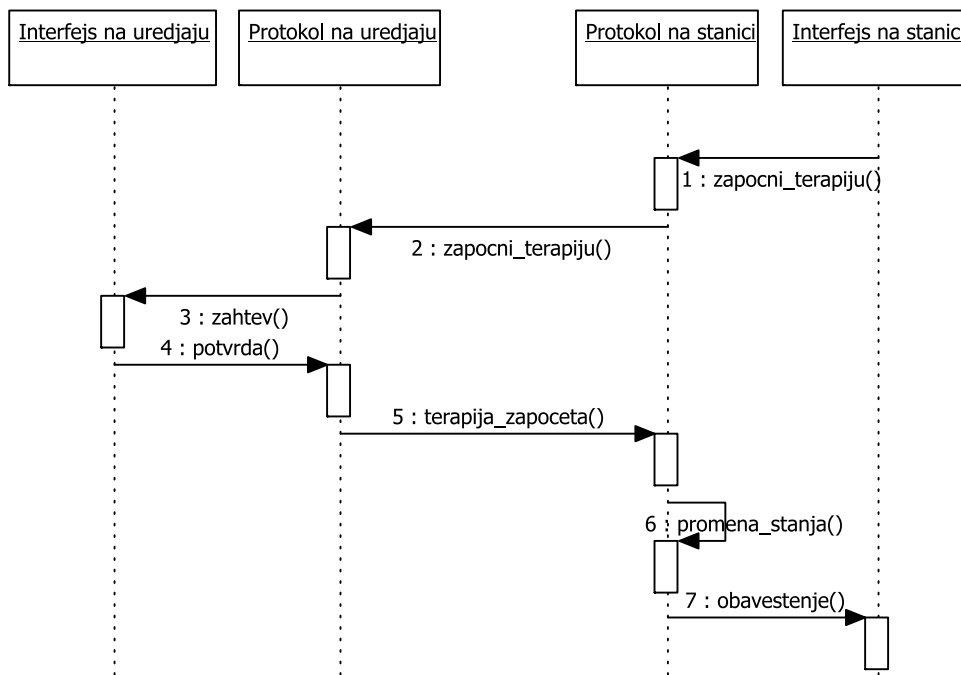 Interfejs na uredjaju
Protokol na uredjaju
Protokol na stanici
Interfejs na stanic
1 : zapocni_terapiju()
2 : zapocni_terapiju()
3 : zahtev()
4 : potvrda()
5 : terapija_zapoceta()
6 : promena_stanja()
7 : obavestenje()